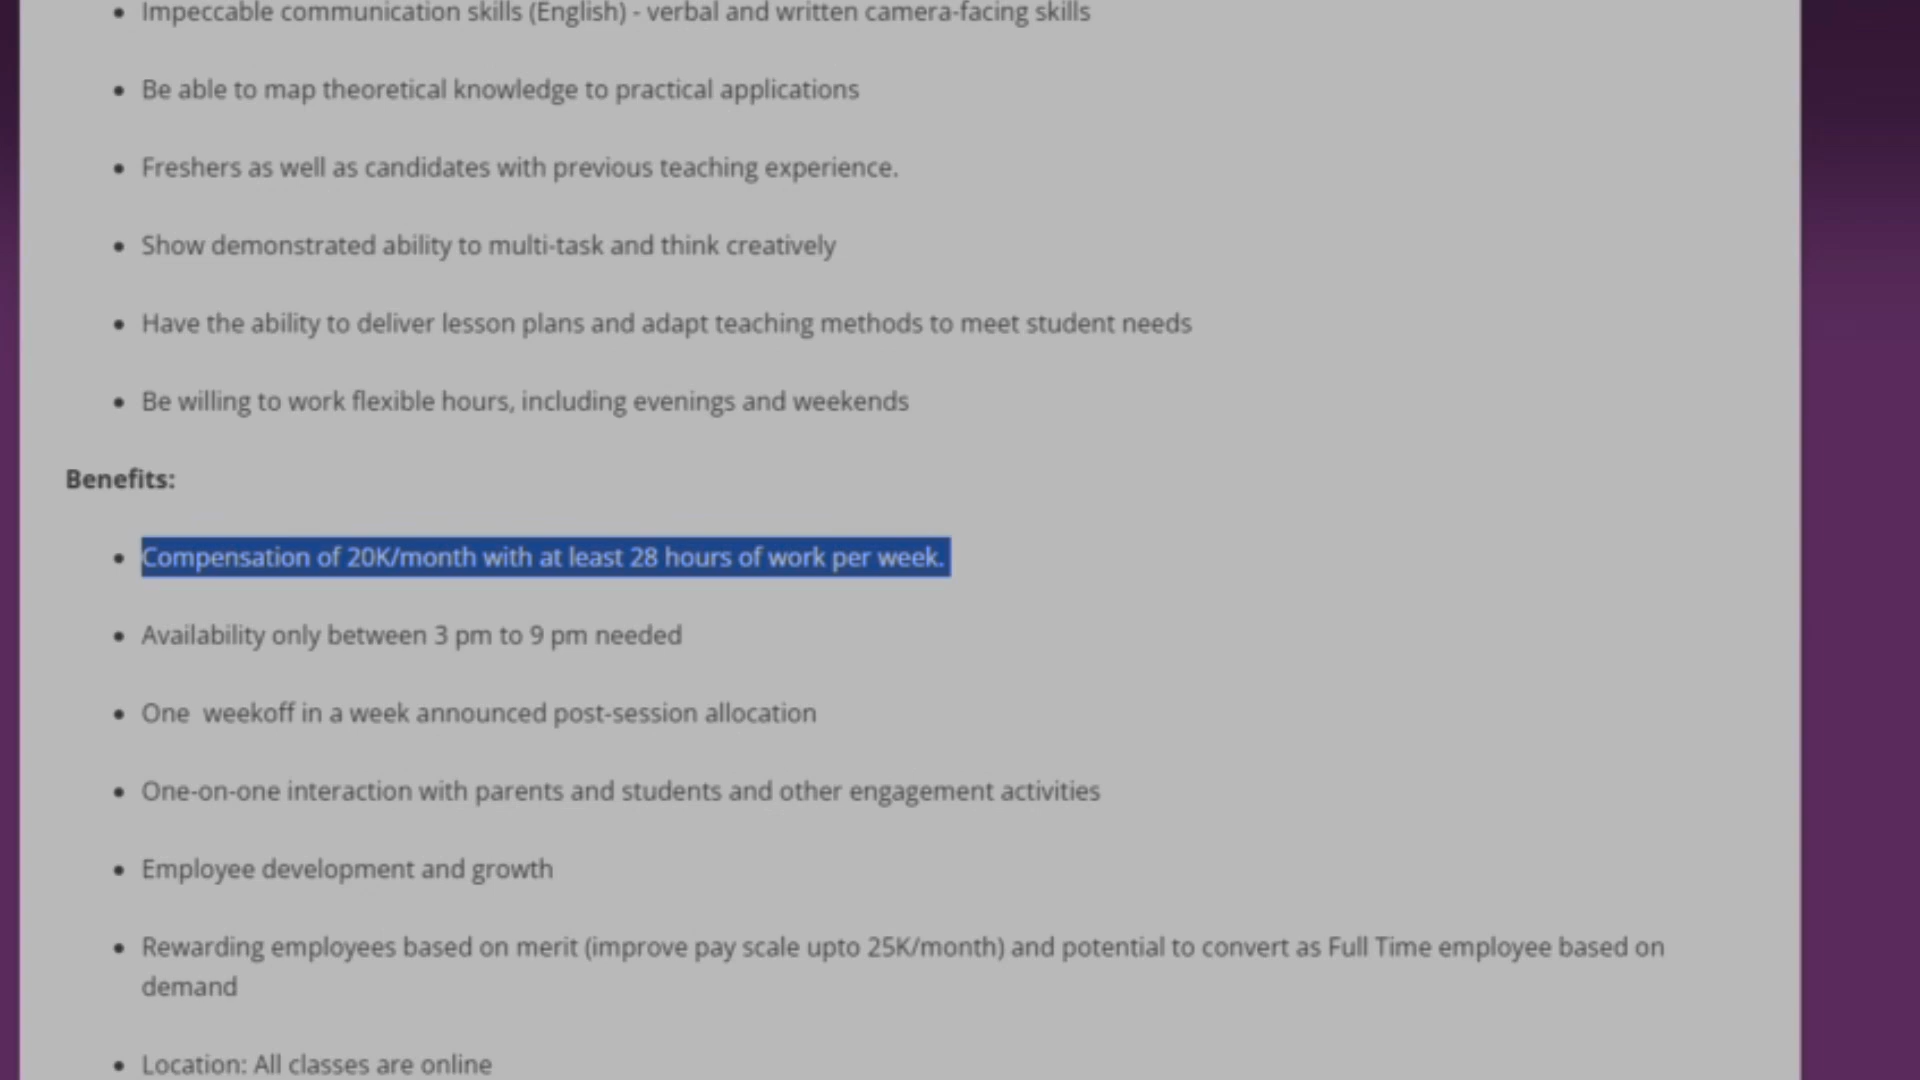 Impeccable communication skills (English) - verbal and written camera-facing skills
Be able to map theoretical knowledge to practical applications
Freshers as well as candidates with previous teaching experience.
Show demonstrated ability to multi-task and think creatively
Have the ability to deliver lesson plans and adapt teaching methods to meet student needs
Be willing to work flexible hours, including evenings and weekends
Benefits:
Compensation of 20K/month with at least 28 hours of work per week.
Availability only between 3 pm to 9 pm needed
One  weekoff in a week announced post-session allocation
One-on-one interaction with parents and students and other engagement activities
Employee development and growth
Rewarding employees based on merit (improve pay scale upto 25K/month) and potential to convert as Full Time employee based on
demand
Location: All classes are online